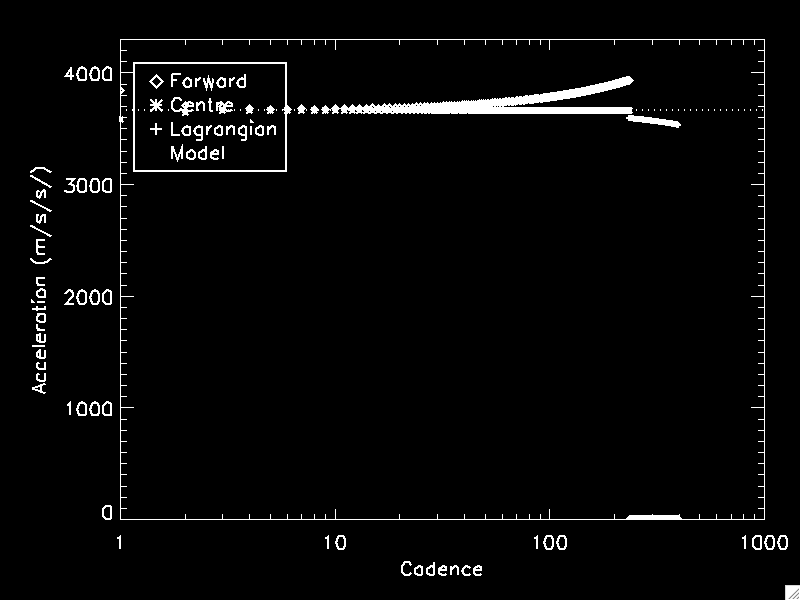 4000
3000
2000
1000
0
Acceleration (m/s/s/)
Forward
Centre
Lagrangian
Model
1 10 100 1000
Cadence